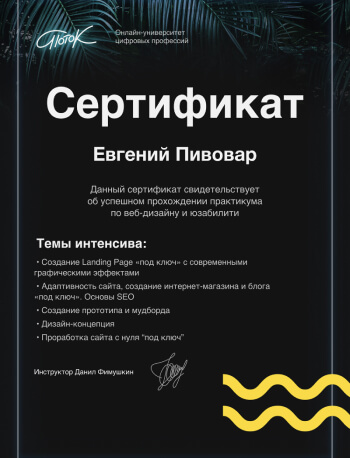 Поток
Онлайн-университет
цифровых профессий
Сертификат
Евгений Пивовар
Данный сертификат свидетельствует
об успешном прохождении практикума
по веб-дизайну и юзабилити
Темы интенсива:
• Создание Landing Page «под ключ» с современными
графическими эффектами
• Адаптивность сайта, создание интернет-магазина и блога
«под ключ». Основы SEO
• Создание прототипа и мудборда
• Дизайн-концепция
• Проработка сайта с нуля “под ключ”
Инструктор Данил Фимушкин